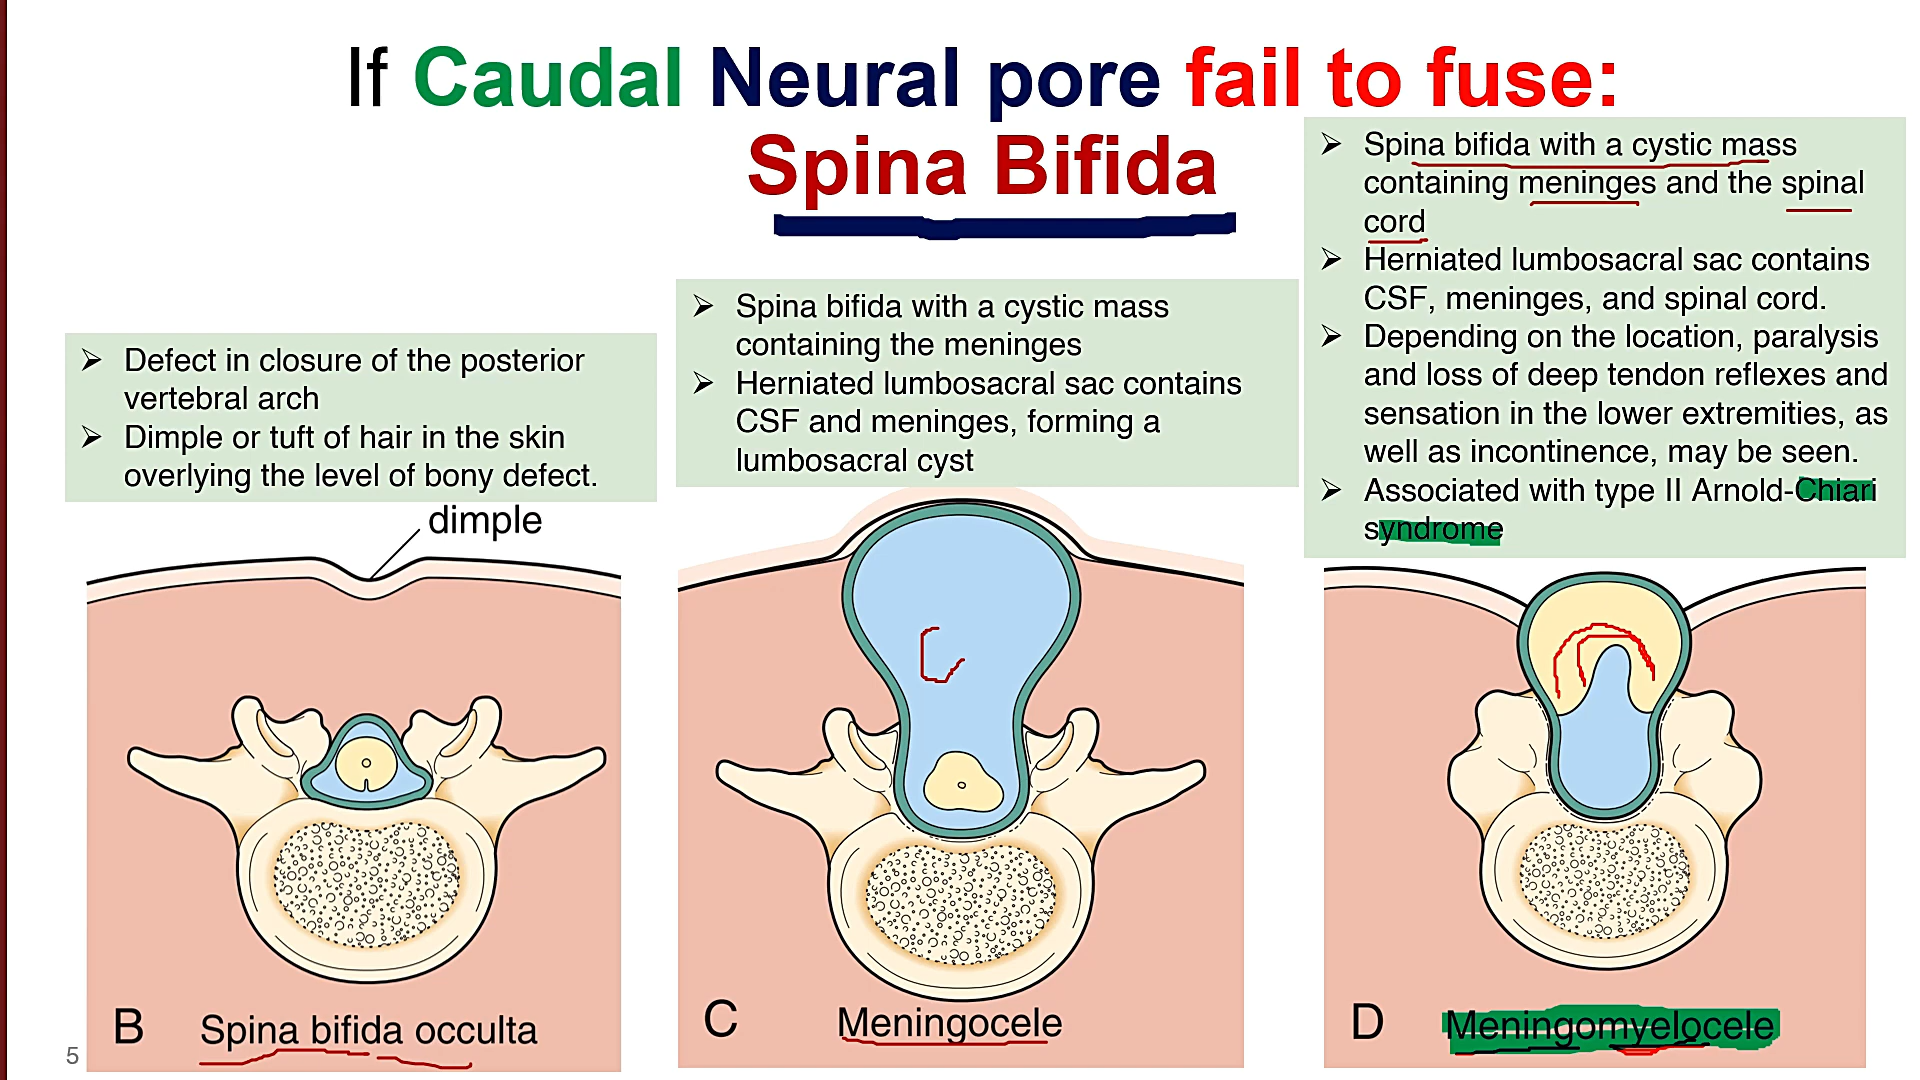 If Caudal Neural pore fail to fuse:
Spina Bifida
➢ Defect in closure of the posterior
vertebral arch
➢ Dimple or tuft of hair in the skin
overlying the level of bony defect.
dimple
B Spina bifida occulta
➢ Spina bifida with a cystic mass
containing the meninges
➢ Herniated lumbosacral sac contains
CSF and meninges, forming a
lumbosacral cyst
C Meningocele
➢ Spina bifida with a cystic mass
containing meninges and the spinal
cord
➢ Herniated lumbosacral sac contains
CSF, meninges, and spinal cord.
➢ Depending on the location, paralysis
and loss of deep tendon reflexes and
sensation in the lower extremities, as
well as incontinence, may be seen.
➢ Associated with type II Arnold-Chiari
syndrome
D Meningomyelocele
5